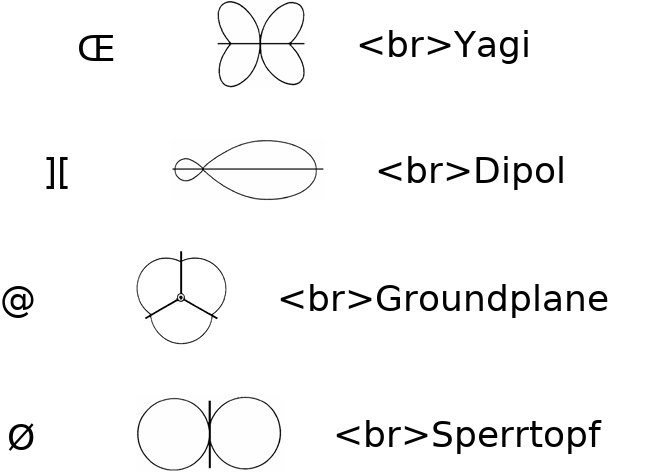 Œ <br>Yagi
][ <br>Dipol
@ <br>Groundplane
Ø <br>Sperrtopf